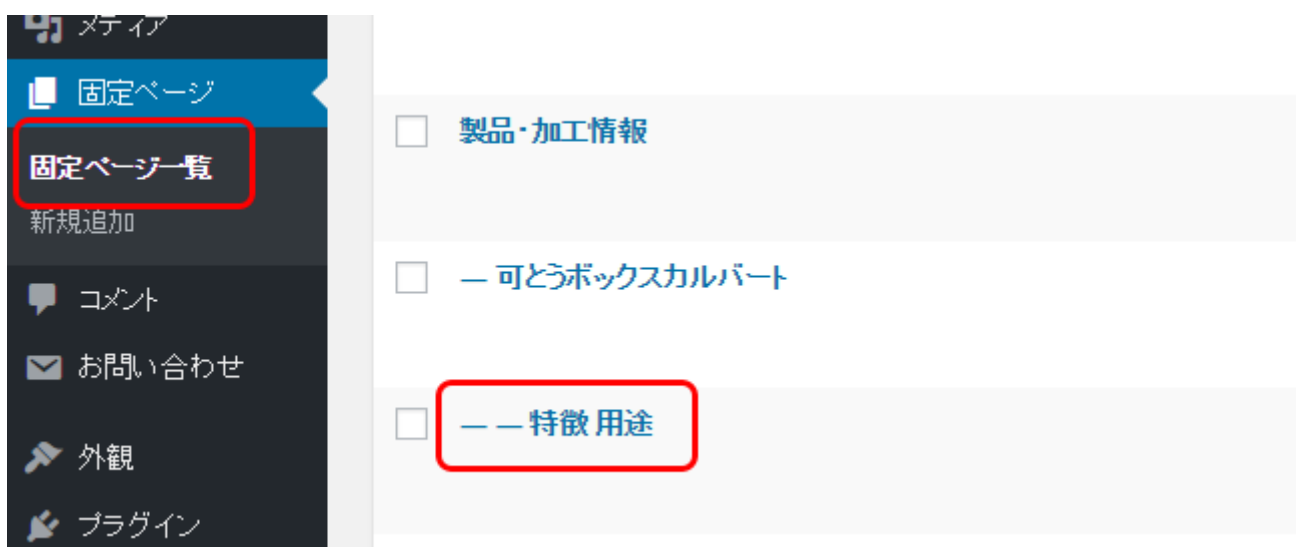 メディア
固定ページ
固定ページ一覧
新規追加
コメント
お問い合わせ
外観
プラグイン
製品・加工情報
— 可とうボックスカルバート
— — 特徴 用途